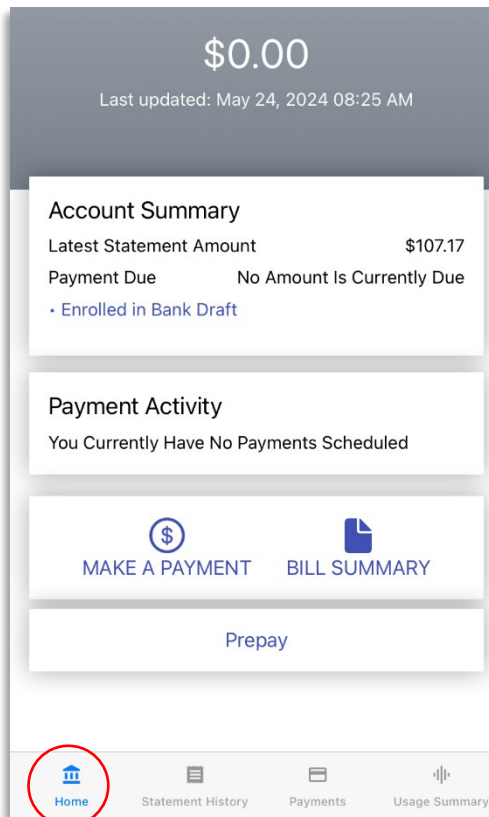 $0.00
Last updated: May 24, 2024 08:25 AM
Account Summary
Latest Statement Amount $107.17
Payment Due No Amount Is Currently Due
• Enrolled in Bank Draft
Payment Activity
You Currently Have No Payments Scheduled
$
MAKE A PAYMENT BILL SUMMARY
Prepay
Home Statement History Payments Usage Summary